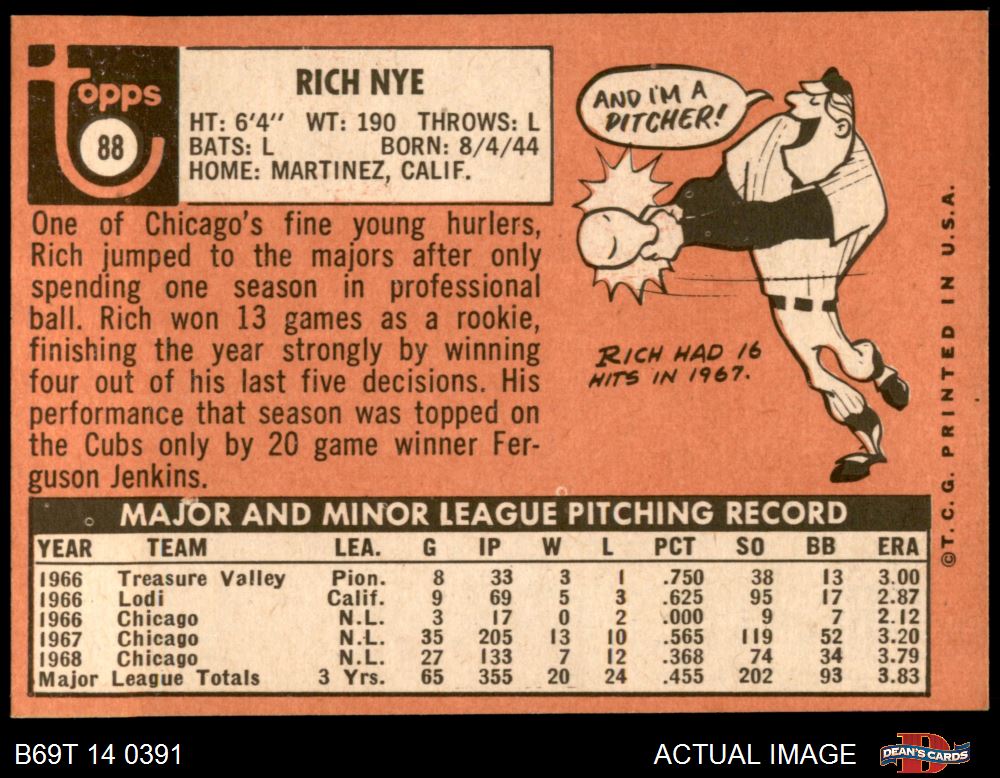 Topps
88
RICH NYE
HT: 6'4" WT: 190 THROWS: L
BATS: L BORN: 8/4/44
HOME: MARTINEZ, CALIF.
One of Chicago's fine young hurlers,
Rich jumped to the majors after only
spending one season in professional
ball. Rich won 13 games as a rookie,
finishing the year strongly by winning
four out of his last five decisions. His
performance that season was topped on
the Cubs only by 20 game winner Fer-
guson Jenkins.
AND I'M A
PITCHER!
RICH HAD 16
HITS IN 1967.
MAJOR AND MINOR LEAGUE PITCHING RECORD
YEAR TEAM LEA. G IP W L PCT SO BB ERA
1966 Treasure Valley Pion. 8 33 3 1 .750 38 13 3.00
1966 Lodi Calif. 9 69 5 3 .625 95 17 2.87
1966 Chicago N.L. 3 17 0 2 .000 9 7 2.12
1967 Chicago N.L. 35 205 13 10 .565 119 52 3.20
1968 Chicago N.L. 27 133 7 12 .368 74 34 3.79
Major League Totals 3 Yrs. 65 355 20 24 .455 202 93 3.83
©T.C.G. PRINTED IN U.S.A.
B69T 14 0391
ACTUAL IMAGE
DEAN'S CARDS